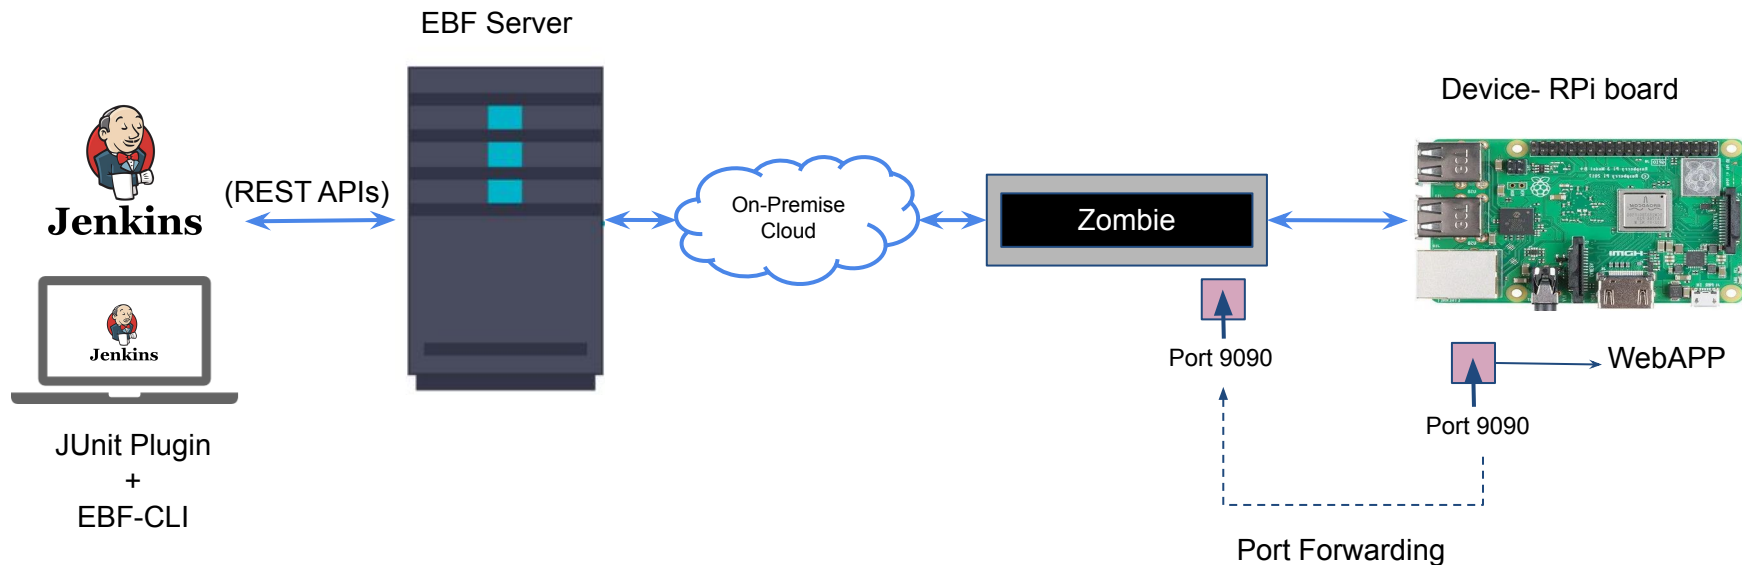 EBF Server
Device- RPi board
Jenkins
(REST APIs)
On-Premise
Cloud
Zombie
Jenkins
Port 9090
WebAPP
Port 9090
JUnit Plugin
+
EBF-CLI
Port Forwarding